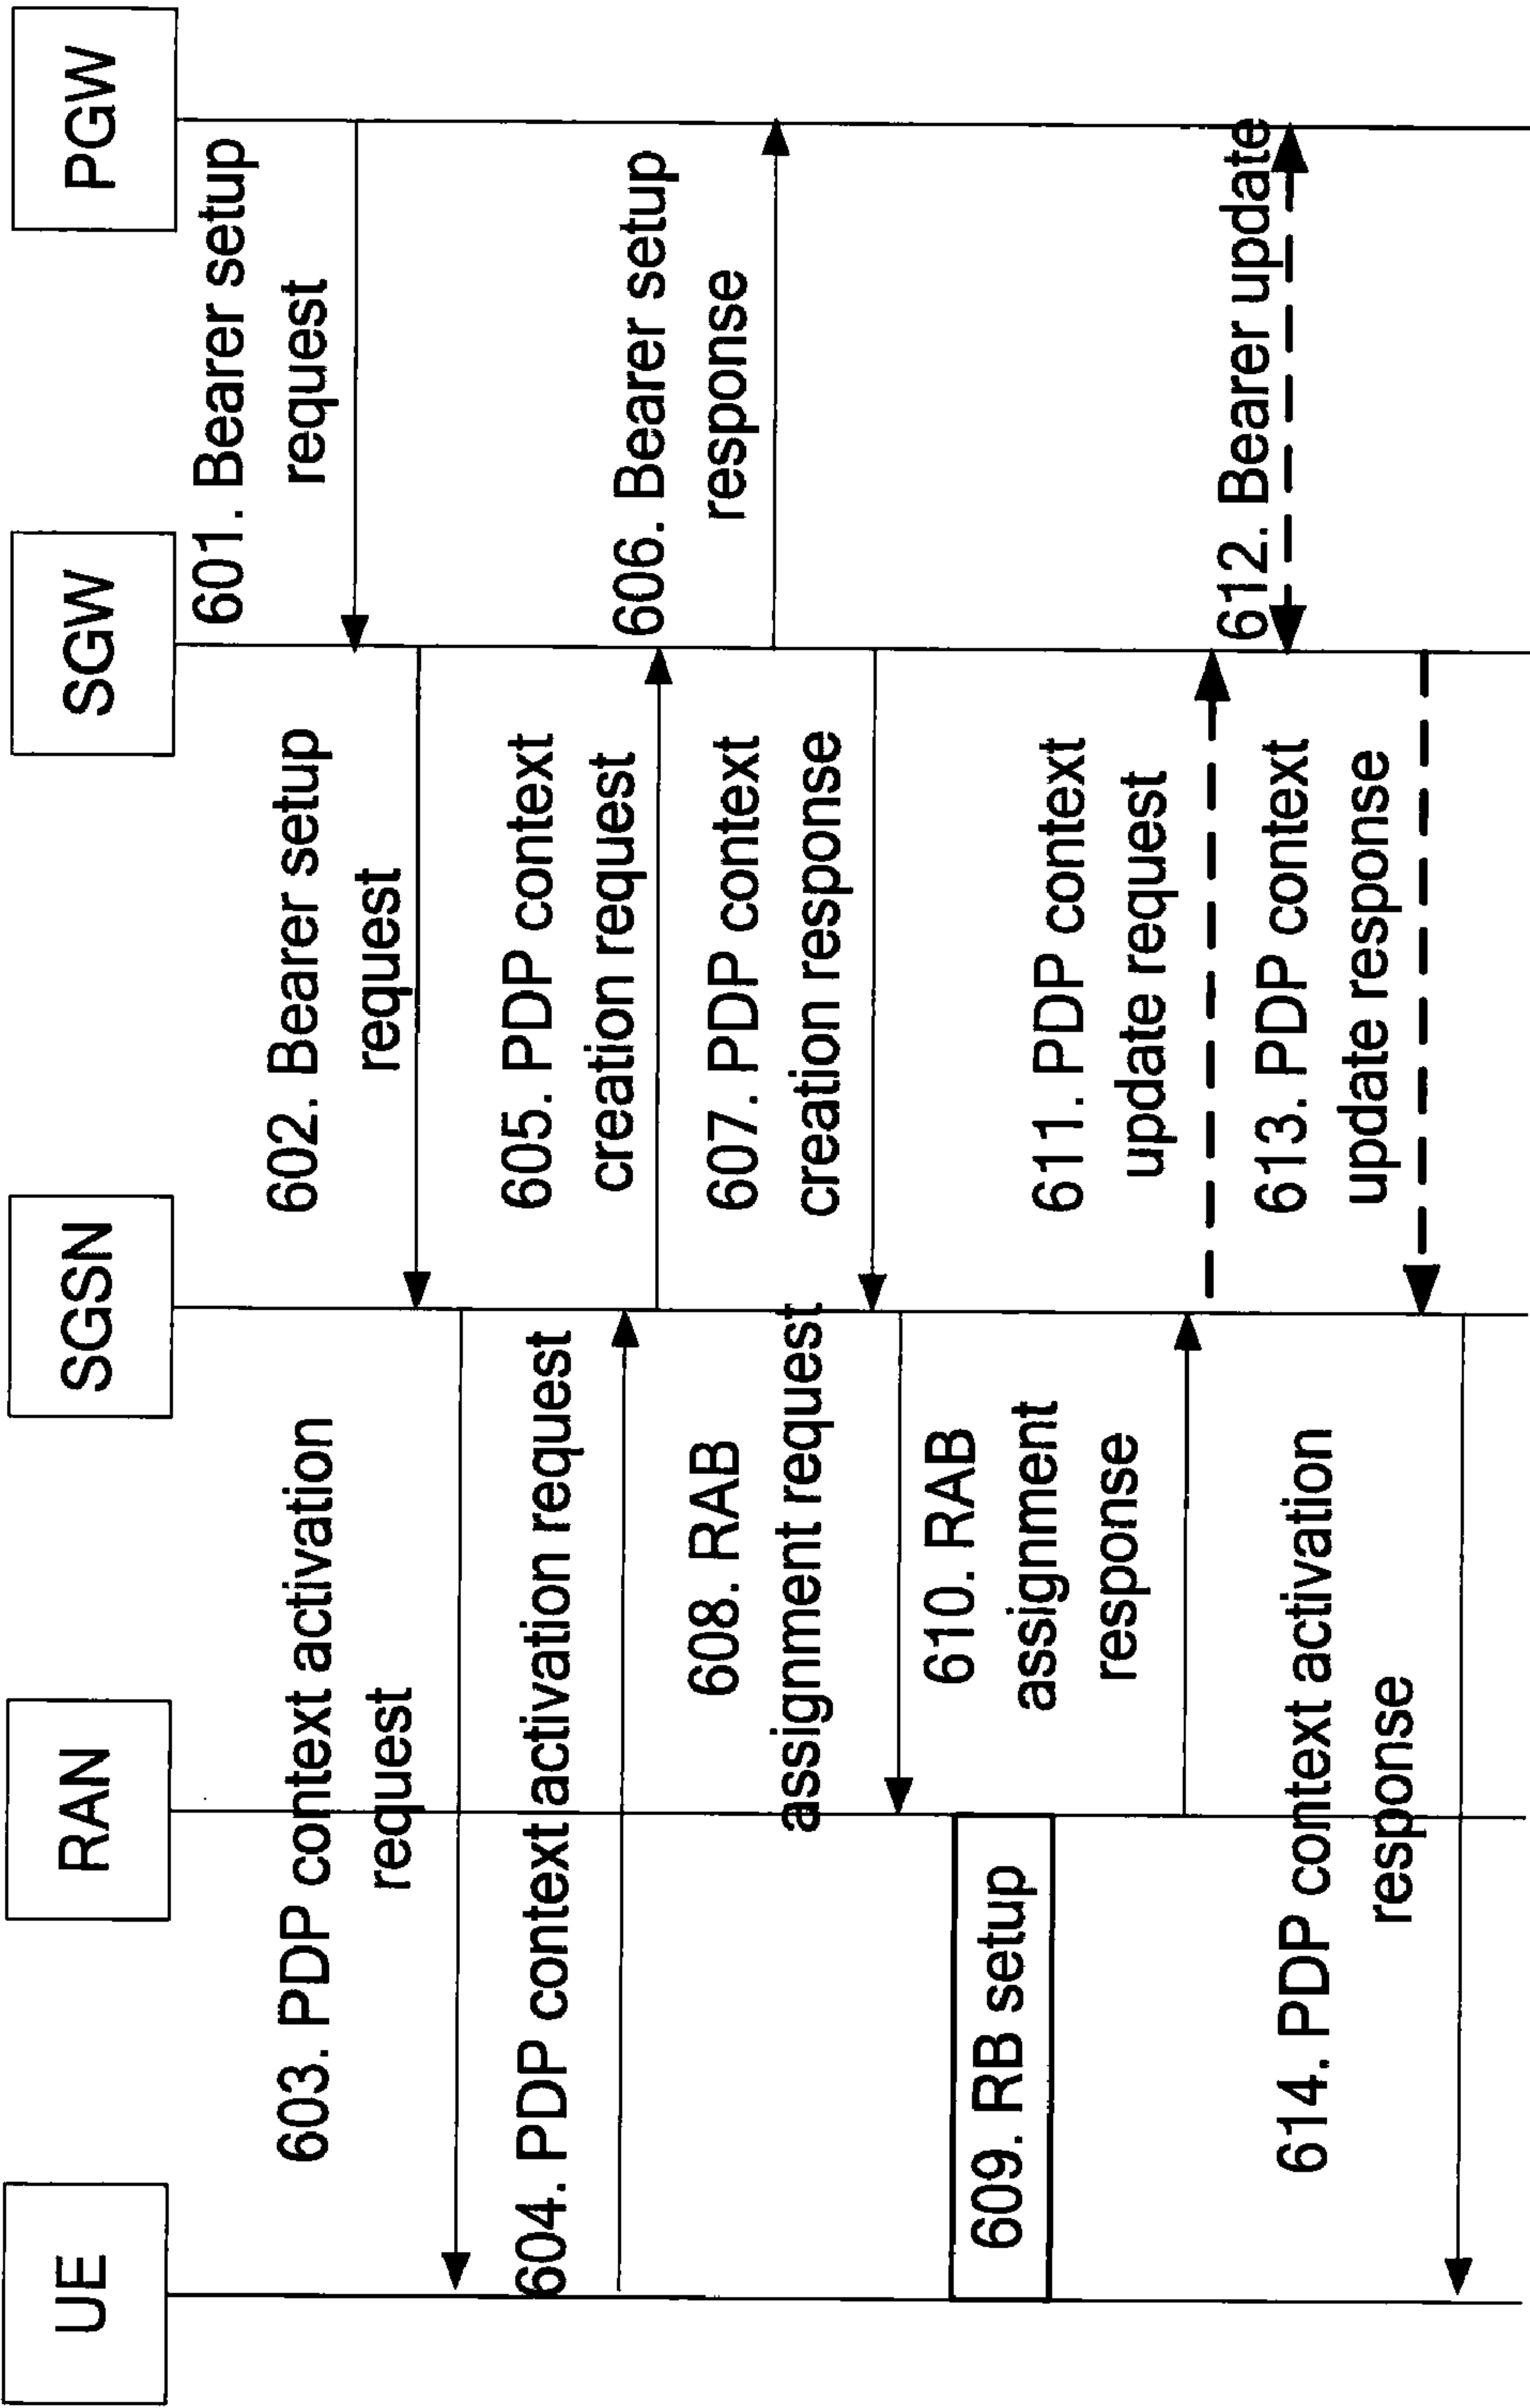 UE
RAN
SGSN
SGW
PGW
601. Bearer setup
request
602. Bearer setup
request
603. PDP context activation
request
604. PDP context activation request
605. PDP context
creation request
606. Bearer setup
response
607. PDP context
creation response
608. RAB
assignment request
609. RB setup
610. RAB
assignment
response
611. PDP context
update request
612. Bearer update
613. PDP context
update response
614. PDP context activation
response